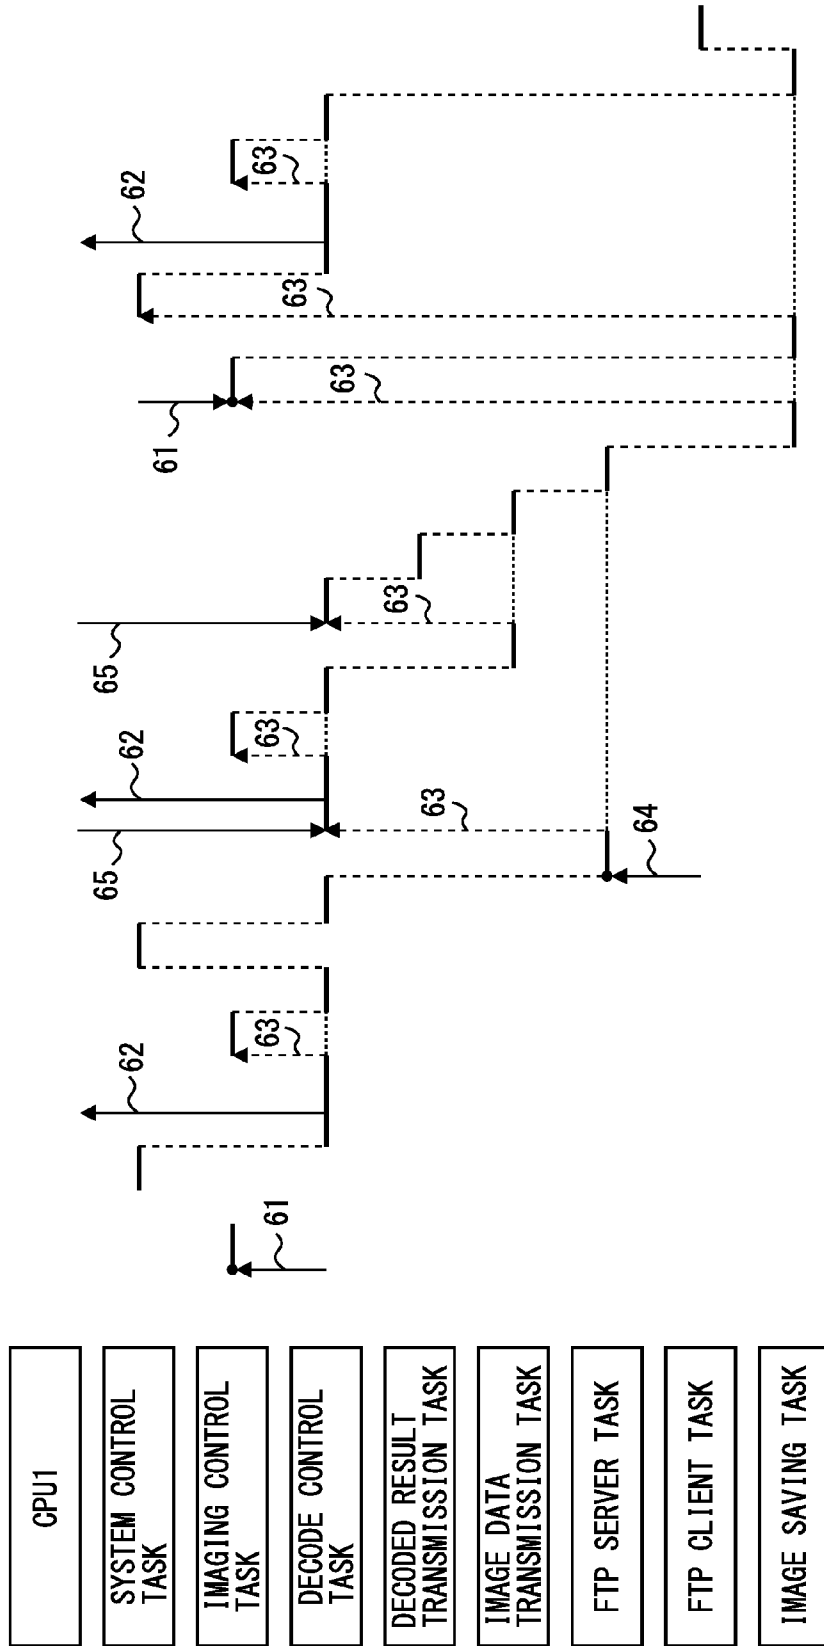 CPU1
SYSTEM CONTROL
TASK
IMAGING CONTROL
TASK
DECODE CONTROL
TASK
DECODED RESULT
TRANSMISSION TASK
IMAGE DATA
TRANSMISSION TASK
FTP SERVER TASK
FTP CLIENT TASK
IMAGE SAVING TASK
61
62
63
65
63
64
62
63
65
63
61
63
63
62
63